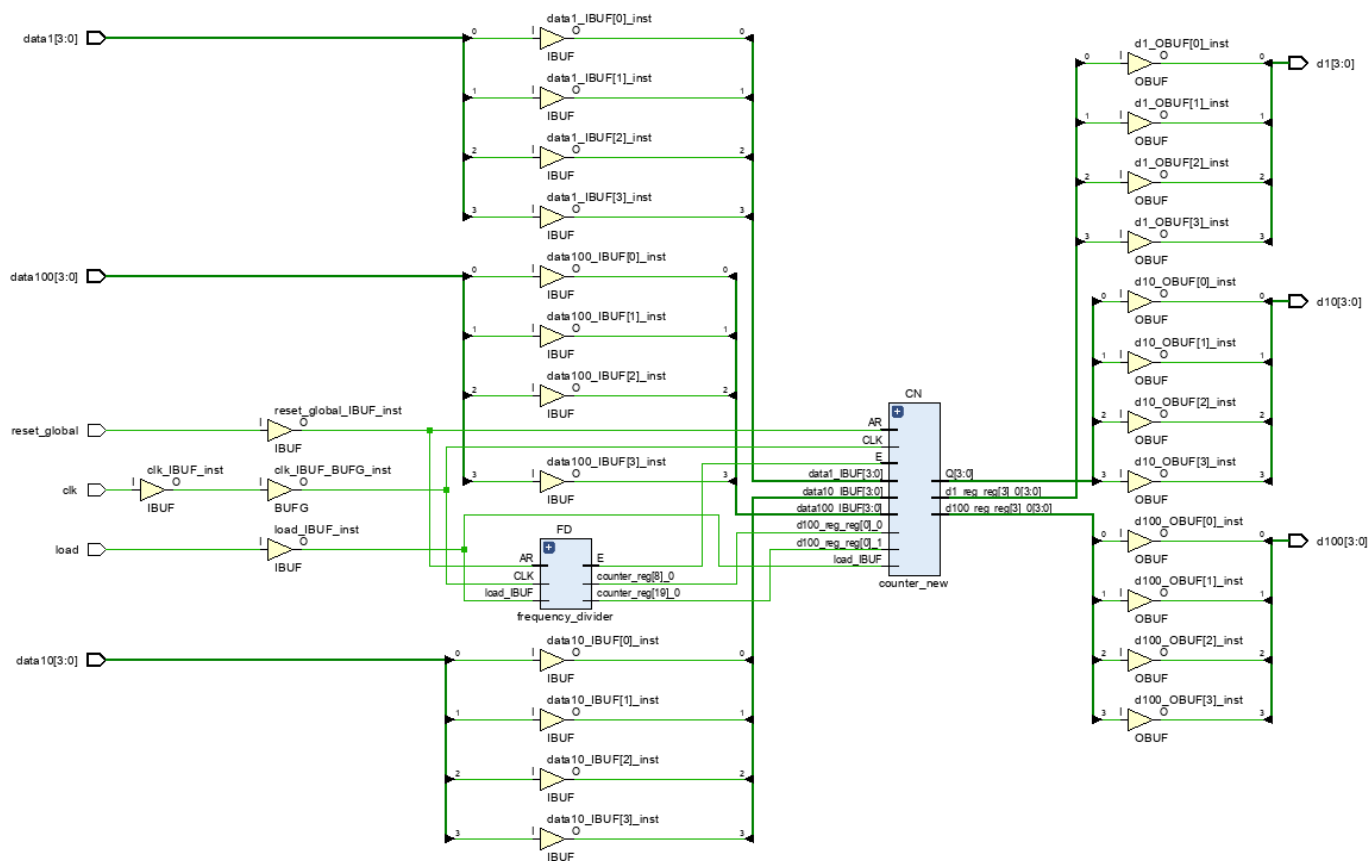 data1[3:0]
data1_IBUF[0]_inst
0
I
O
0
IBUF
data1_IBUF[1]_inst
1
I
O
1
IBUF
data1_IBUF[2]_inst
2
I
O
2
IBUF
data1_IBUF[3]_inst
3
I
O
3
IBUF
data100[3:0]
data100_IBUF[0]_inst
0
I
O
0
IBUF
data100_IBUF[1]_inst
1
I
O
1
IBUF
data100_IBUF[2]_inst
2
I
O
2
IBUF
data100_IBUF[3]_inst
3
I
O
3
IBUF
reset_global
reset_global_IBUF_inst
I
O
IBUF
clk
clk_IBUF_inst
I
O
IBUF
clk_IBUF_BUFG_inst
I
O
BUFG
load
load_IBUF_inst
I
O
IBUF
FD
AR
CLK
load_IBUF
E
counter_reg[8]_0
counter_reg[19]_0
frequency_divider
data10[3:0]
data10_IBUF[0]_inst
0
I
O
0
IBUF
data10_IBUF[1]_inst
1
I
O
1
IBUF
data10_IBUF[2]_inst
2
I
O
2
IBUF
data10_IBUF[3]_inst
3
I
O
3
IBUF
CN
AR
CLK
E
data1_IBUF[3:0]
data10_IBUF[3:0]
data100_IBUF[3:0]
d100_reg_reg[0]_0
d100_reg_reg[0]_1
load_IBUF
Q[3:0]
d1_reg_reg[3]_0[3:0]
d100_reg_reg[3]_0[3:0]
counter_new
d1_OBUF[0]_inst
0
I
O
0
OBUF
d1[3:0]
d1_OBUF[1]_inst
1
I
O
1
OBUF
d1_OBUF[2]_inst
2
I
O
2
OBUF
d1_OBUF[3]_inst
3
I
O
3
OBUF
d10_OBUF[0]_inst
0
I
O
0
OBUF
d10[3:0]
d10_OBUF[1]_inst
1
I
O
1
OBUF
d10_OBUF[2]_inst
2
I
O
2
OBUF
d10_OBUF[3]_inst
3
I
O
3
OBUF
d100_OBUF[0]_inst
0
I
O
0
OBUF
d100[3:0]
d100_OBUF[1]_inst
1
I
O
1
OBUF
d100_OBUF[2]_inst
2
I
O
2
OBUF
d100_OBUF[3]_inst
3
I
O
3
OBUF